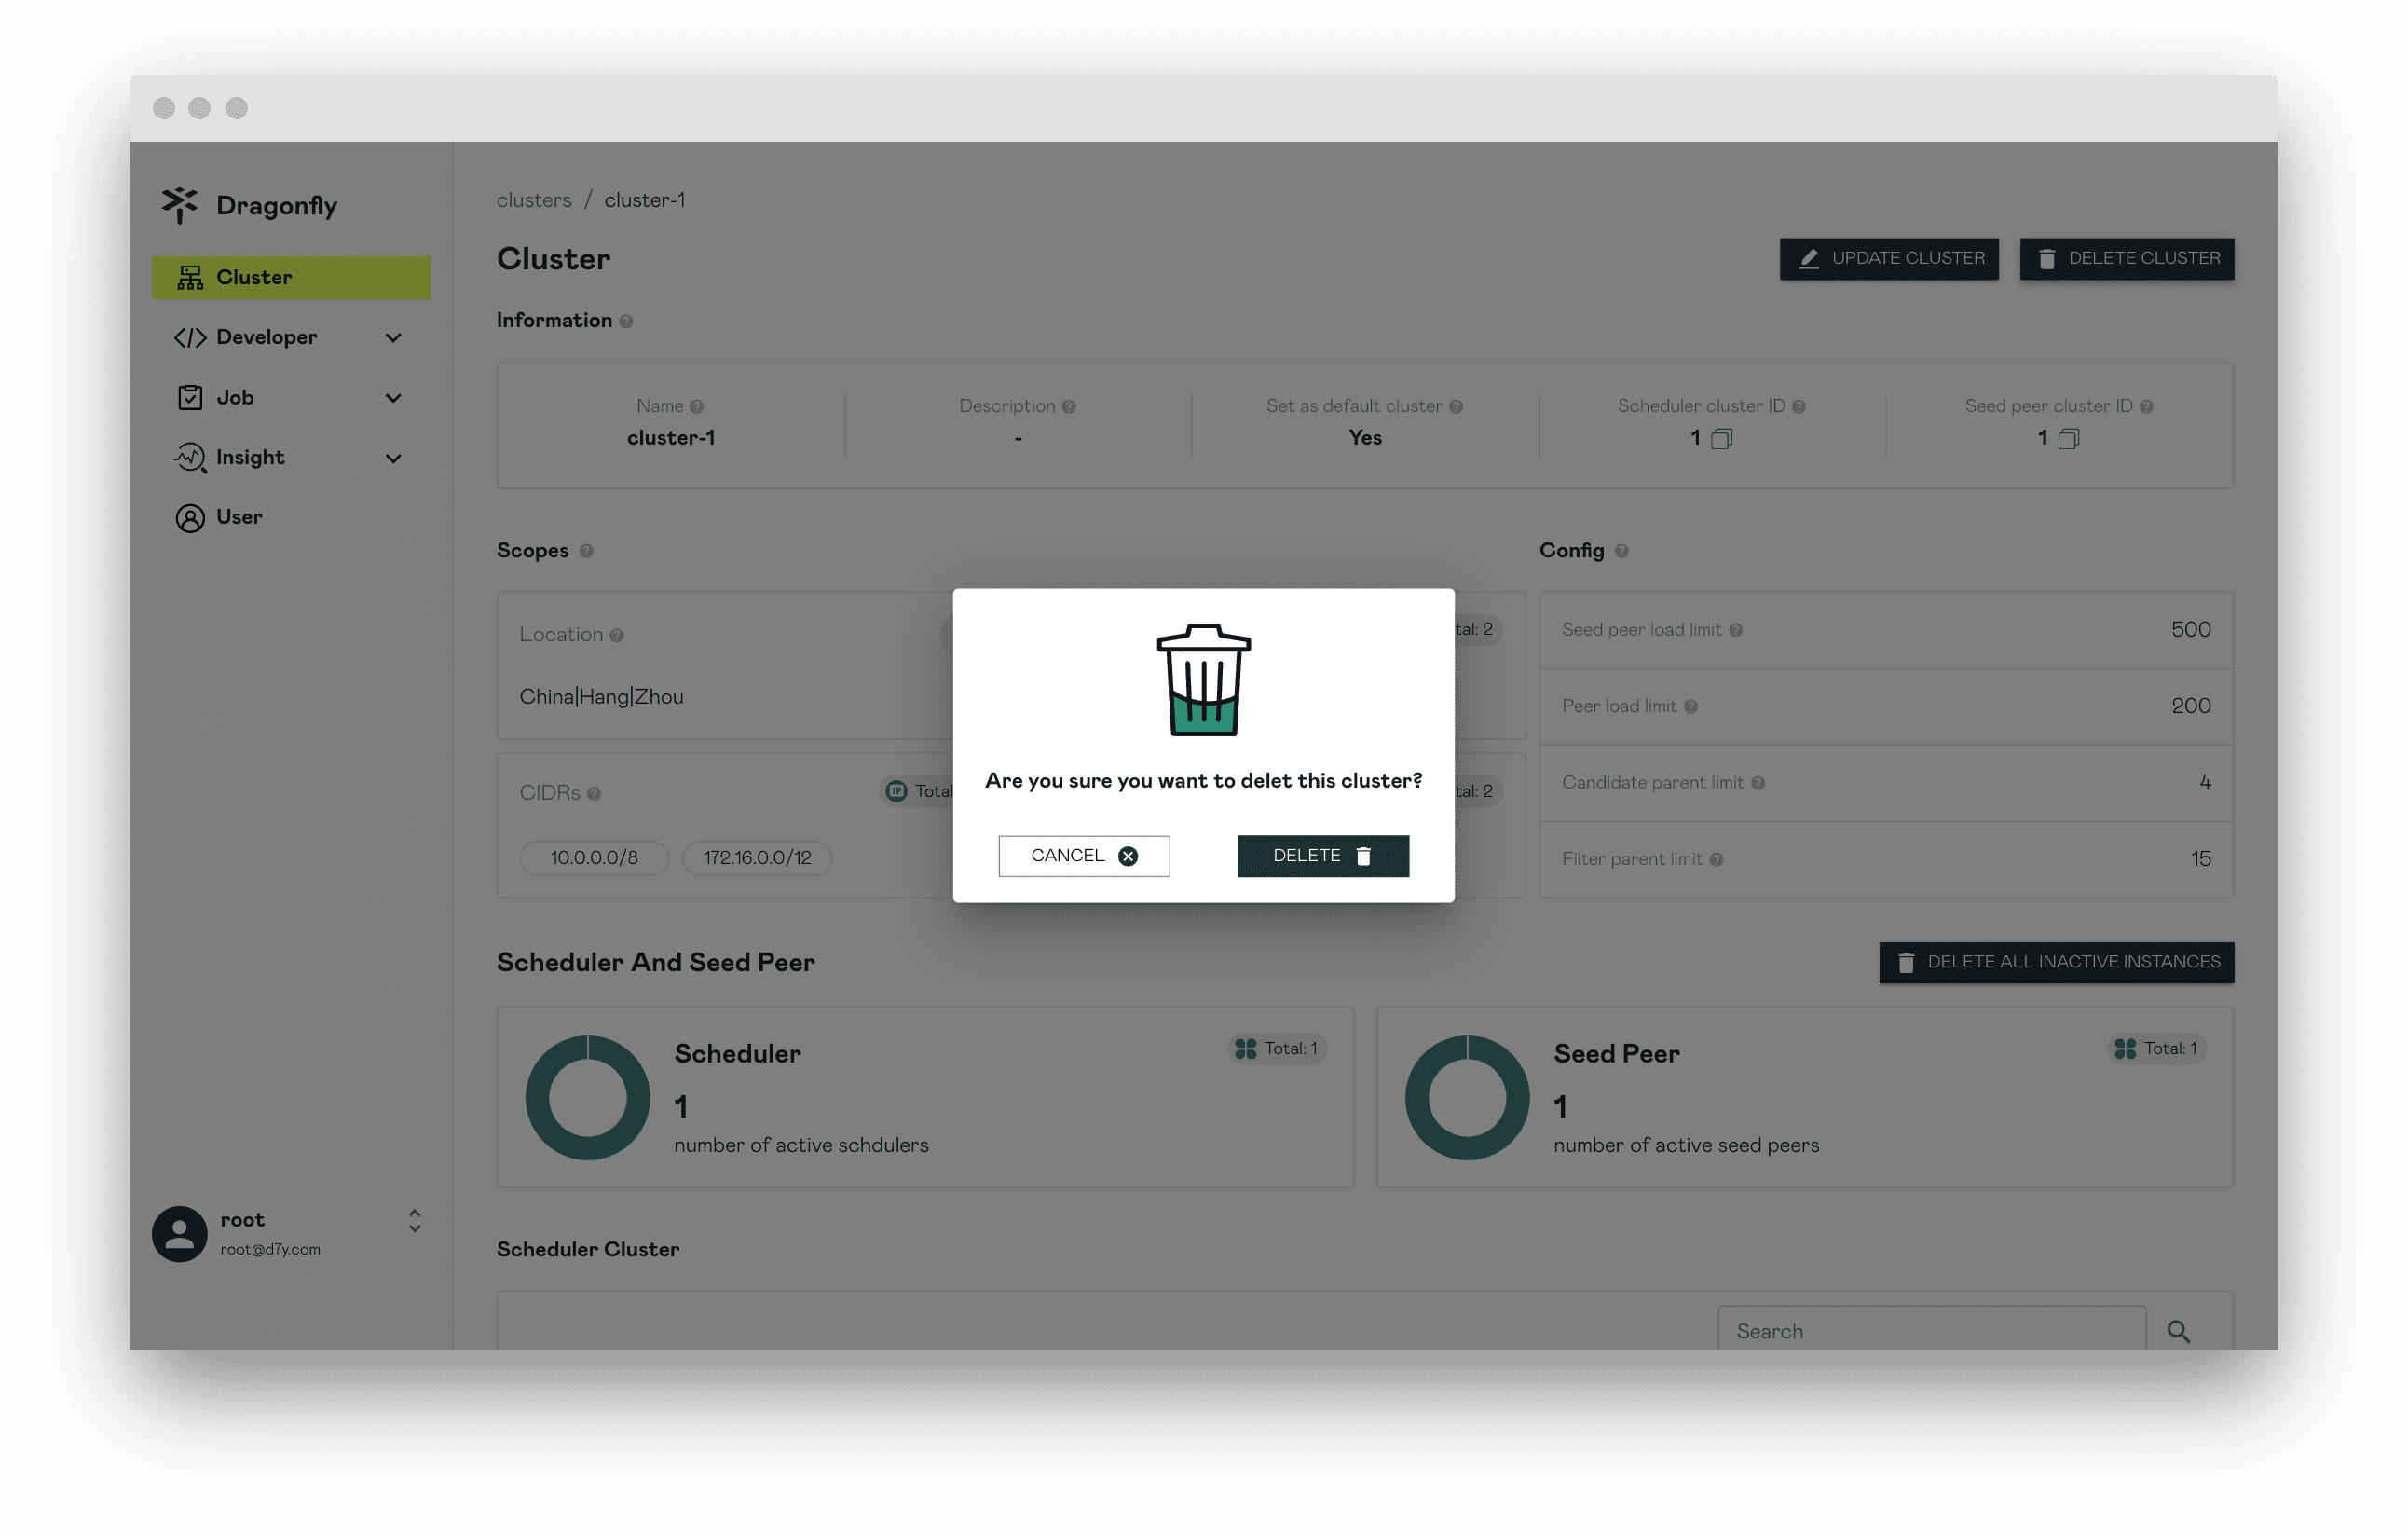 Dragonfly
Cluster
Developer
Job
Insight
User
root
root@d7y.com
clusters / cluster-1
Cluster
UPDATE CLUSTER
DELETE CLUSTER
Information
Name
cluster-1
Description
-
Set as default cluster
Yes
Scheduler cluster ID
1
Seed peer cluster ID
1
Scopes
Location
China|Hang|Zhou
tal: 2
CIDRs
IP Total
10.0.0.0/8 172.16.0.0/12
tal: 2
Config
Seed peer load limit 500
Peer load limit 200
Candidate parent limit 4
Filter parent limit 15
Are you sure you want to delet this cluster?
CANCEL
DELETE
Scheduler And Seed Peer
DELETE ALL INACTIVE INSTANCES
Scheduler
Total: 1
1
number of active schdulers
Seed Peer
Total: 1
1
number of active seed peers
Scheduler Cluster
Search